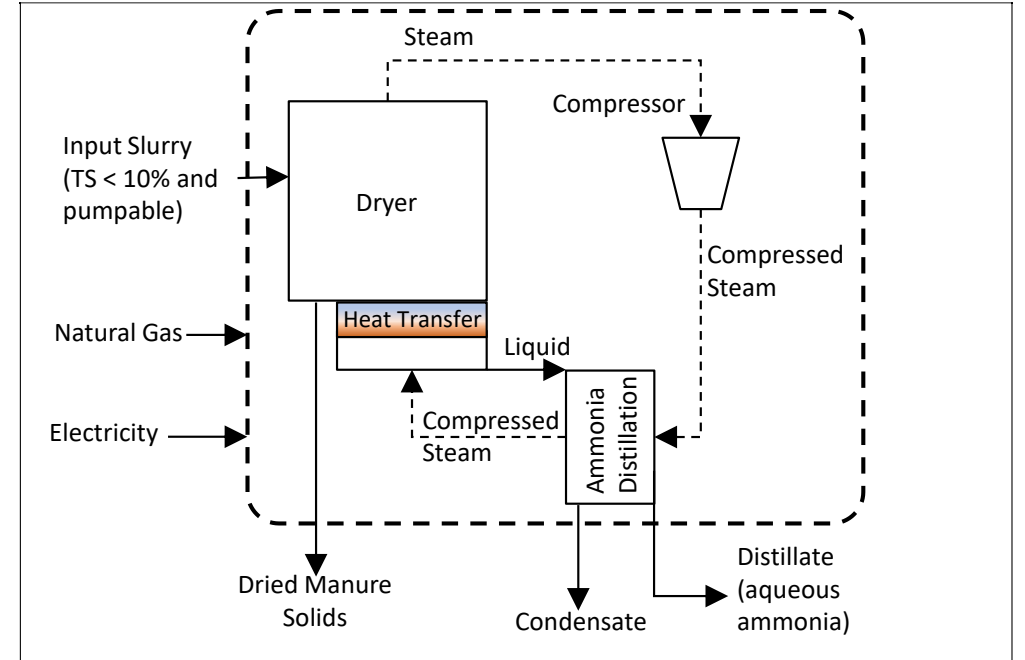 Steam
Compressor
Input Slurry
(TS < 10% and
pumpable)
Dryer
Compressed
Steam
Heat Transfer
Natural Gas
Liquid
Compressed
Steam
Ammonia
Distillation
Electricity
Dried Manure
Solids
Condensate
Distillate
(aqueous
ammonia)